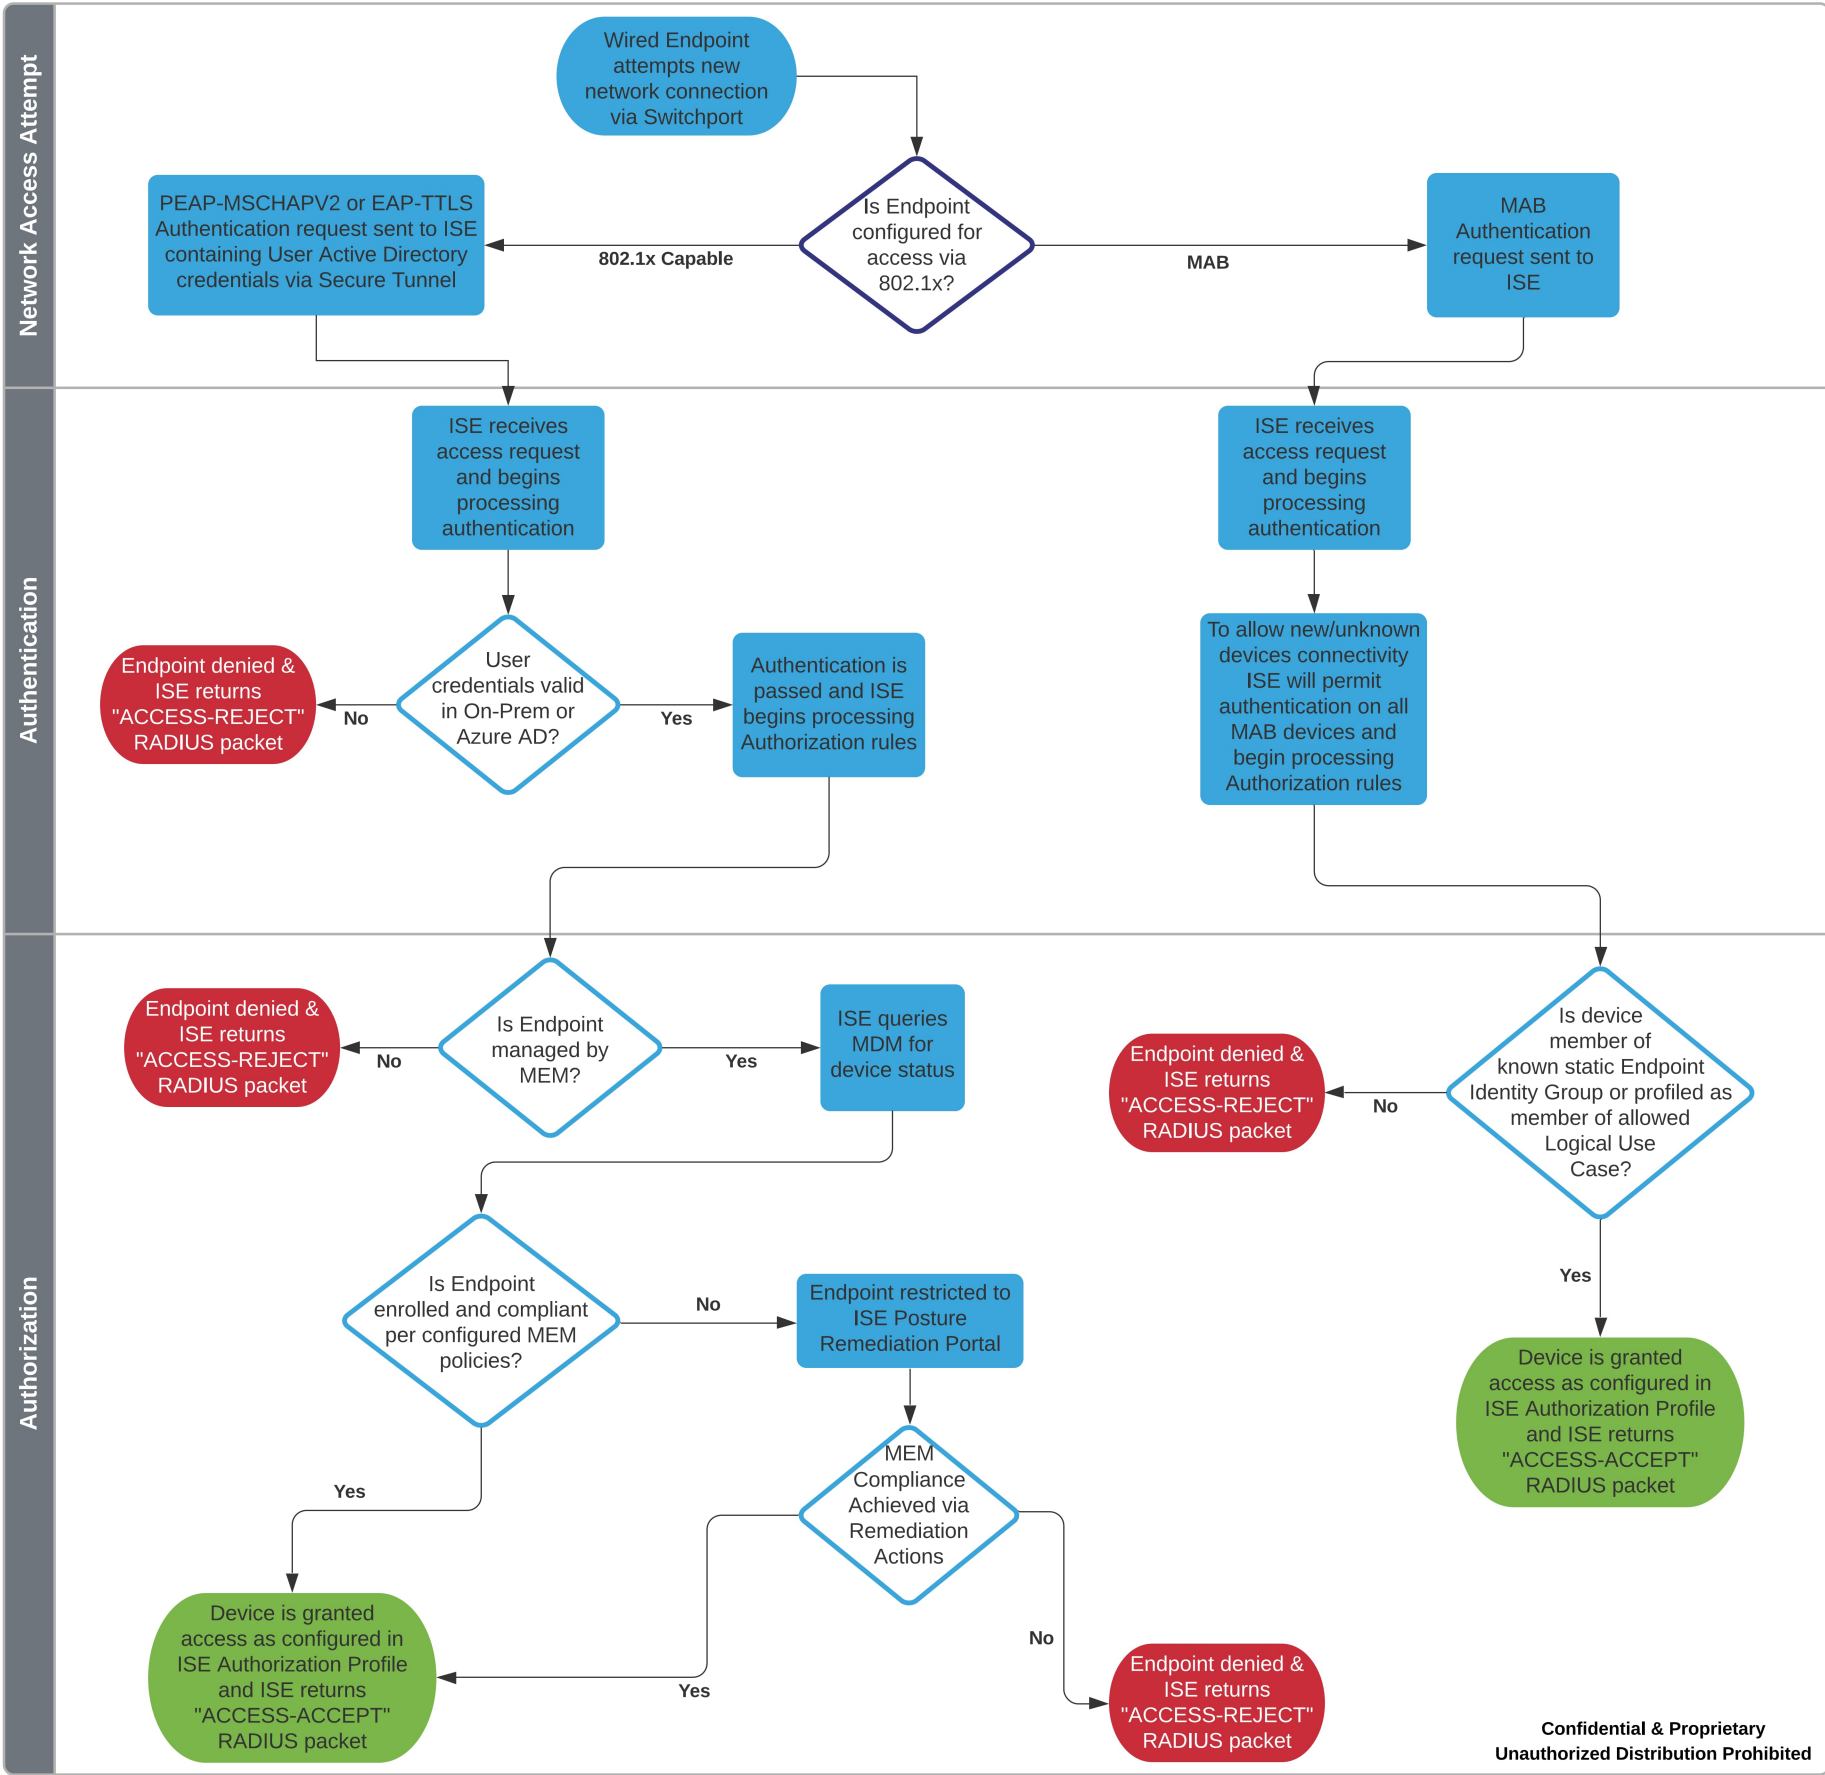 Network Access Attempt
Wired Endpoint
attempts new
network connection
via Switchport
PEAP-MSCHAPV2 or EAP-TTLS
Authentication request sent to ISE
containing User Active Directory
credentials via Secure Tunnel
802.1x Capable
Is Endpoint
configured for
access via
802.1x?
MAB
MAB
Authentication
request sent to
ISE
Authentication
ISE receives
access request
and begins
processing
authentication
ISE receives
access request
and begins
processing
authentication
Endpoint denied &
ISE returns
"ACCESS-REJECT"
RADIUS packet
No
User
credentials valid
in On-Prem or
Azure AD?
Yes
Authentication is
passed and ISE
begins processing
Authorization rules
To allow new/unknown
devices connectivity
ISE will permit
authentication on all
MAB devices and
begin processing
Authorization rules
Authorization
Endpoint denied &
ISE returns
"ACCESS-REJECT"
RADIUS packet
No
Is Endpoint
managed by
MEM?
Yes
ISE queries
MDM for
device status
Endpoint denied &
ISE returns
"ACCESS-REJECT"
RADIUS packet
No
Is device
member of
known static Endpoint
Identity Group or profiled as
member of allowed
Logical Use
Case?
Yes
Is Endpoint
enrolled and compliant
per configured MEM
policies?
No
Endpoint restricted to
ISE Posture
Remediation Portal
Device is granted
access as configured in
ISE Authorization Profile
and ISE returns
"ACCESS-ACCEPT"
RADIUS packet
Yes
MEM
Compliance
Achieved via
Remediation
Actions
Device is granted
access as configured in
ISE Authorization Profile
and ISE returns
"ACCESS-ACCEPT"
RADIUS packet
Yes
No
Endpoint denied &
ISE returns
"ACCESS-REJECT"
RADIUS packet
Confidential & Proprietary
Unauthorized Distribution Prohibited